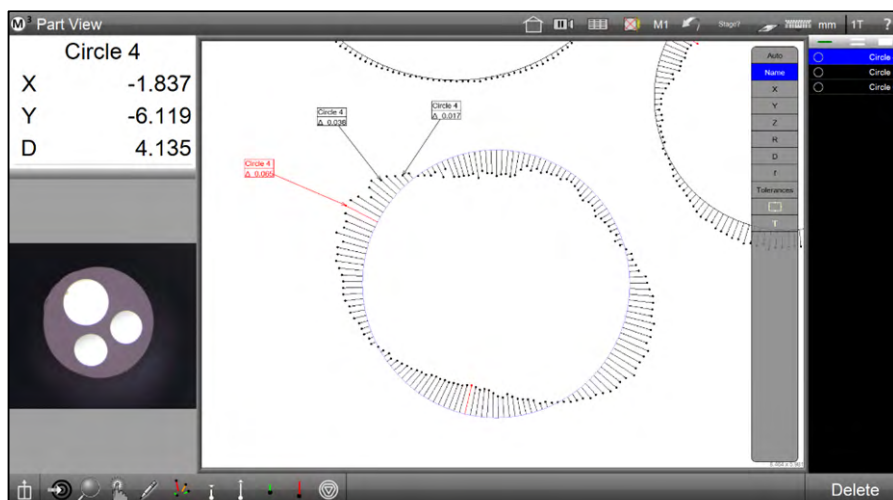 M3 Part View
M1
Stage7
mm
1T
?
Circle 4
X -1.837
Y -6.119
D 4.135
Circle 4
Δ 0.036
Circle 4
Δ 0.017
Circle 4
Δ 0.065
Auto
Name
X
Y
Z
R
D
f
Tolerances
T
Circle
Circle
Circle
Delete